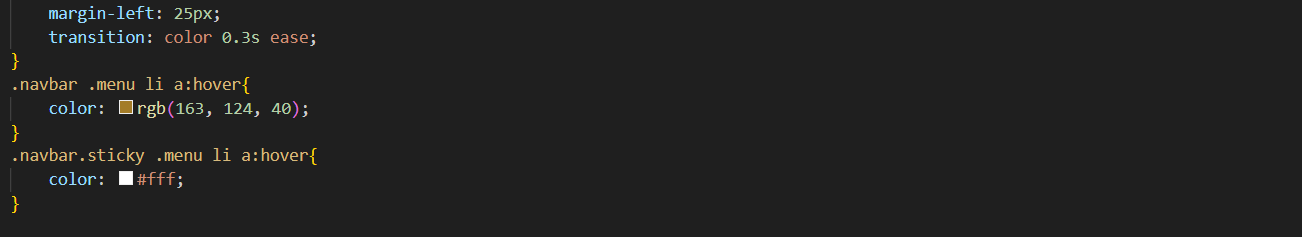 margin-left: 25px;
transition: color 0.3s ease;
}
.navbar .menu li a:hover{
color: rgb(163, 124, 40);
}
.navbar.sticky .menu li a:hover{
color: #fff;
}